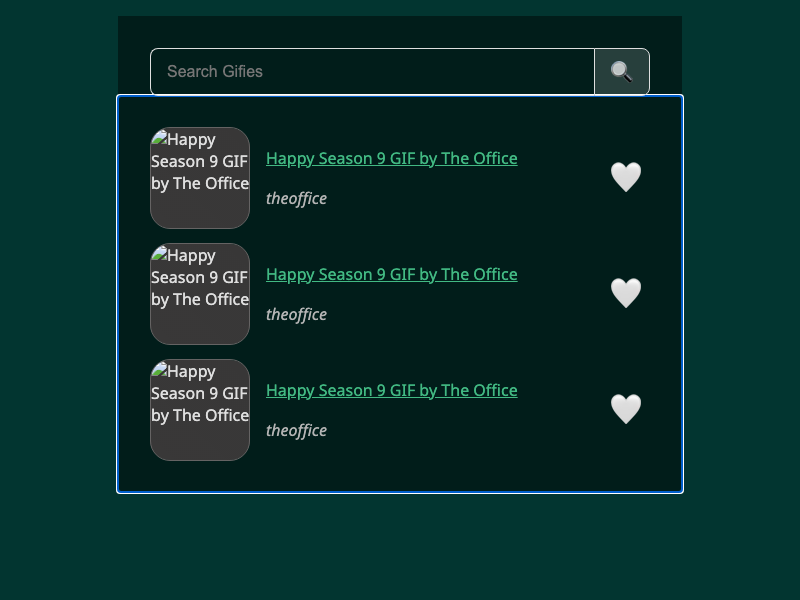 Search Gifies
Happy
Season 9 GIF
by The Office
Happy Season 9 GIF by The Office
theoffice
Happy
Season 9 GIF
by The Office
Happy Season 9 GIF by The Office
theoffice
Happy
Season 9 GIF
by The Office
Happy Season 9 GIF by The Office
theoffice